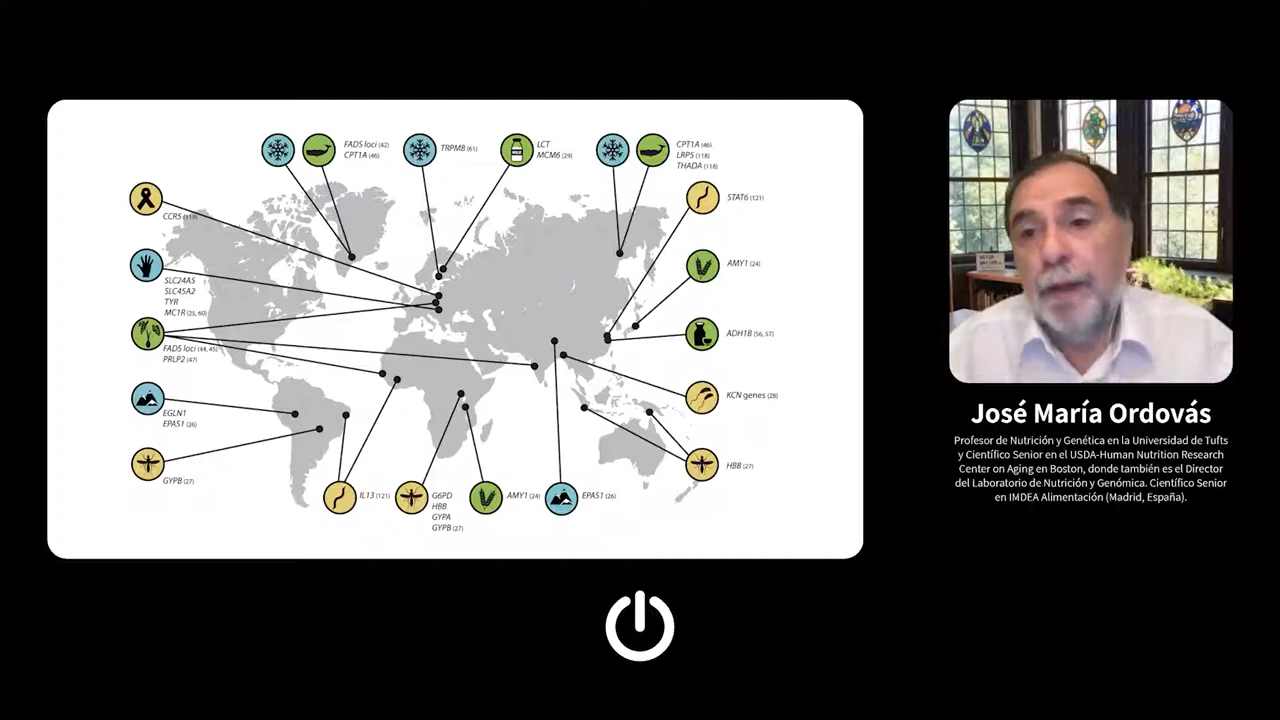 FADS loci (42)
CPT1A (46)
TRPM8 (61)
LCT
MCM6 (29)
CPT1A (46)
LRP5 (118)
THADA (118)
STAT6 (121)
CCR5 (119)
AMY1 (24)
SLC24A5
SLC45A2
TYR
MC1R (25, 60)
ADH1B (56, 57)
FADS loci (44, 45)
PRLP2 (47)
KCN genes (28)
EGLN1
EPAS1 (26)
HBB (27)
GYPB (27)
IL13 (121)
G6PD
HBB
GYPA
GYPB (27)
AMY1 (24)
EPAS1 (26)
José María Ordovás
Profesor de Nutrición y Genética en la Universidad de Tufts
y Científico Senior en el USDA-Human Nutrition Research
Center on Aging en Boston, donde también es el Director
del Laboratorio de Nutrición y Genómica. Científico Senior
en IMDEA Alimentación (Madrid, España).